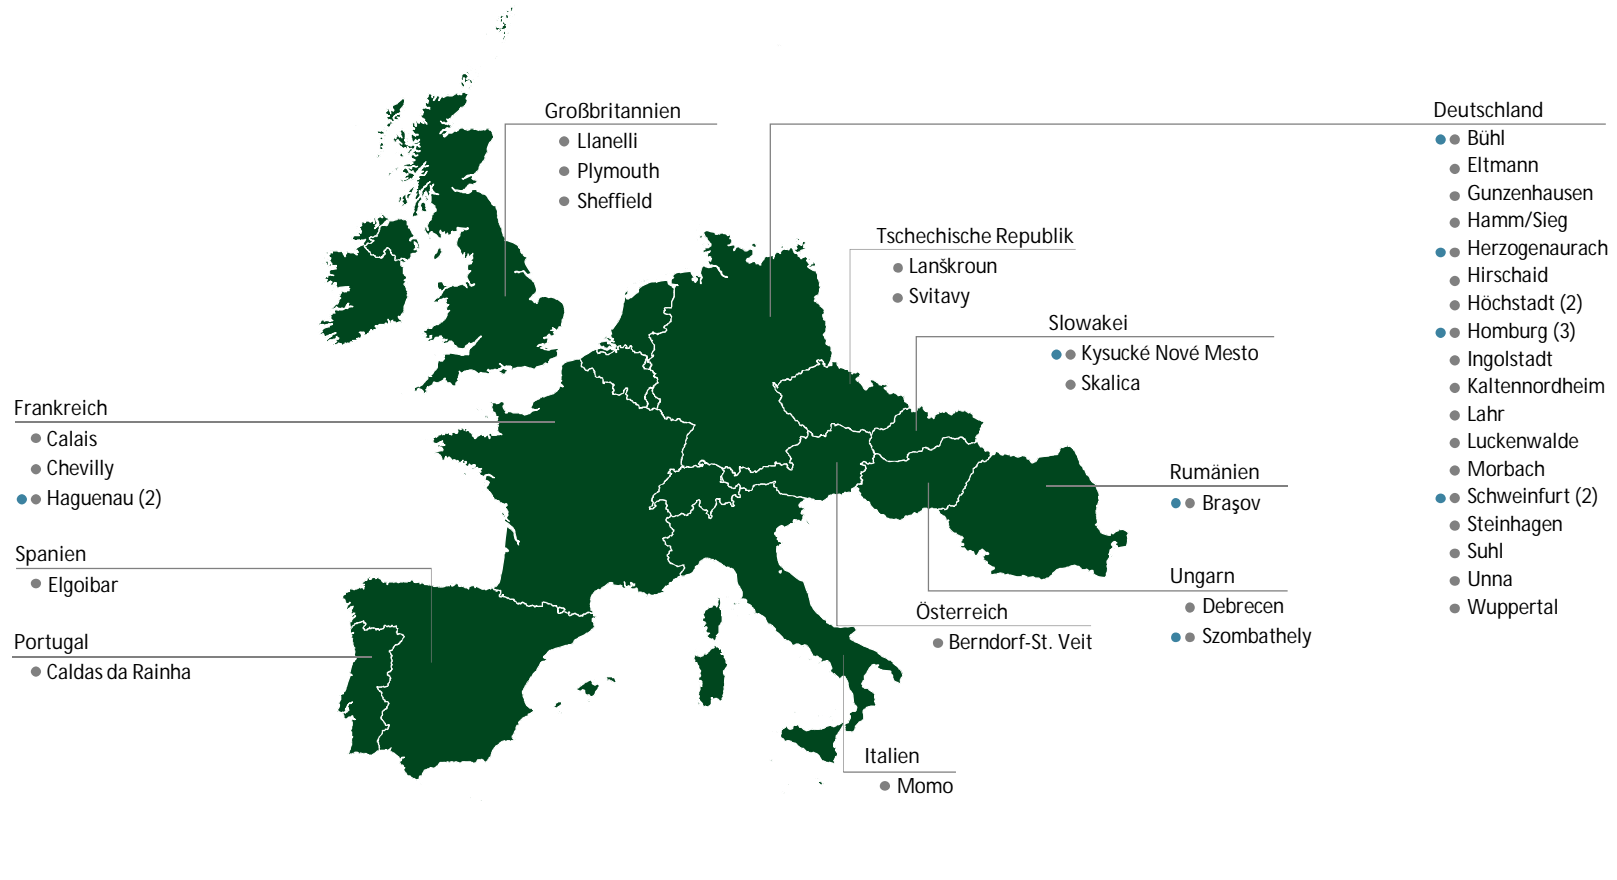 Großbritannien
Llanelli
Plymouth
Sheffield
Deutschland
Bühl
Eltmann
Gunzenhausen
Hamm/Sieg
Herzogenaurach
Hirschaid
Höchstadt (2)
Homburg (3)
Ingolstadt
Kaltennordheim
Lahr
Luckenwalde
Morbach
Schweinfurt (2)
Steinhagen
Suhl
Unna
Wuppertal
Tschechische Republik
Lanškroun
Svitavy
Slowakei
Kysucké Nové Mesto
Skalica
Frankreich
Calais
Chevilly
Haguenau (2)
Rumänien
Braşov
Spanien
Elgoibar
Ungarn
Debrecen
Szombathely
Österreich
Berndorf-St. Veit
Portugal
Caldas da Rainha
Italien
Momo